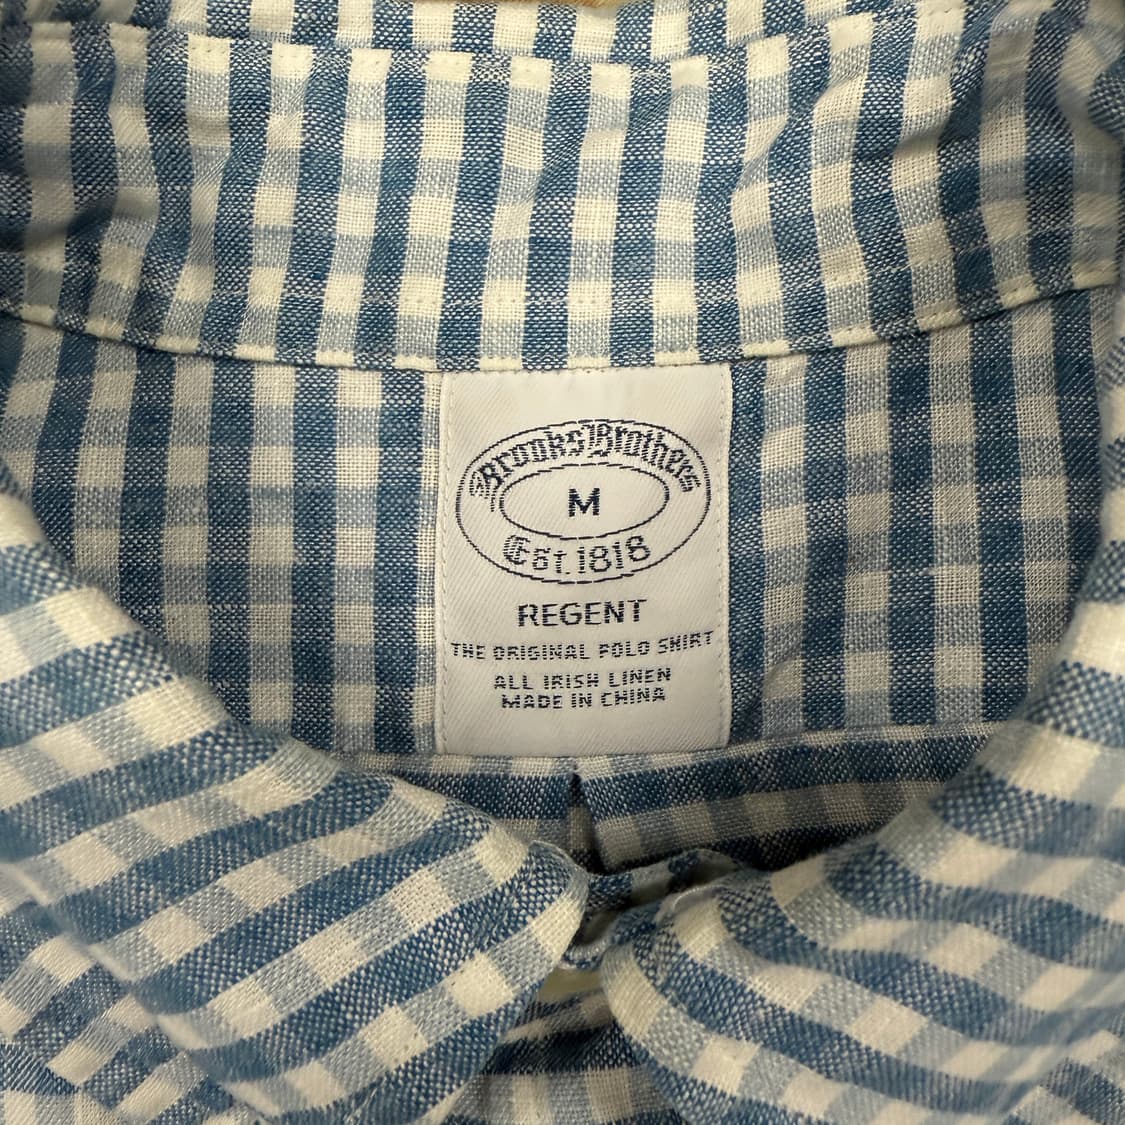 Brooks Brothers
M
Est. 1818
REGENT
THE ORIGINAL POLO SHIRT
ALL IRISH LINEN
MADE IN CHINA